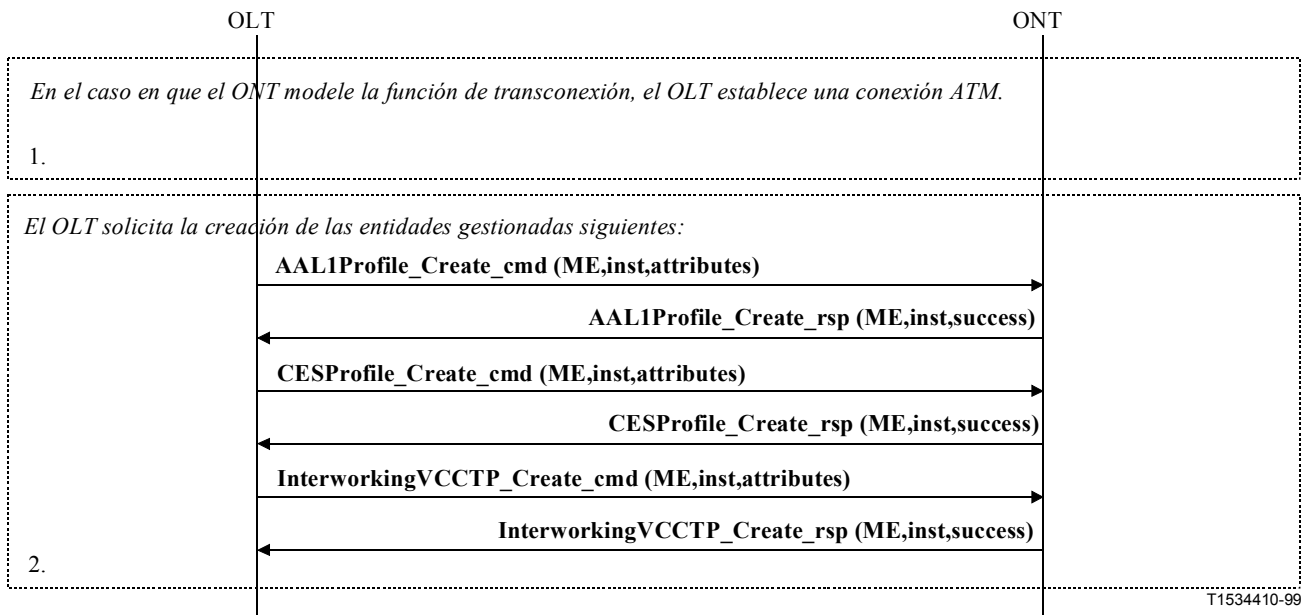 OLT
ONT
En el caso en que el ONT modele la función de transconexión, el OLT establece una conexión ATM.
1.
El OLT solicita la creación de las entidades gestionadas siguientes:
AAL1Profile_Create_cmd (ME,inst,attributes)
AAL1Profile_Create_rsp (ME,inst,success)
CESProfile_Create_cmd (ME,inst,attributes)
CESProfile_Create_rsp (ME,inst,success)
InterworkingVCCTP_Create_cmd (ME,inst,attributes)
InterworkingVCCTP_Create_rsp (ME,inst,success)
2.
T1534410-99